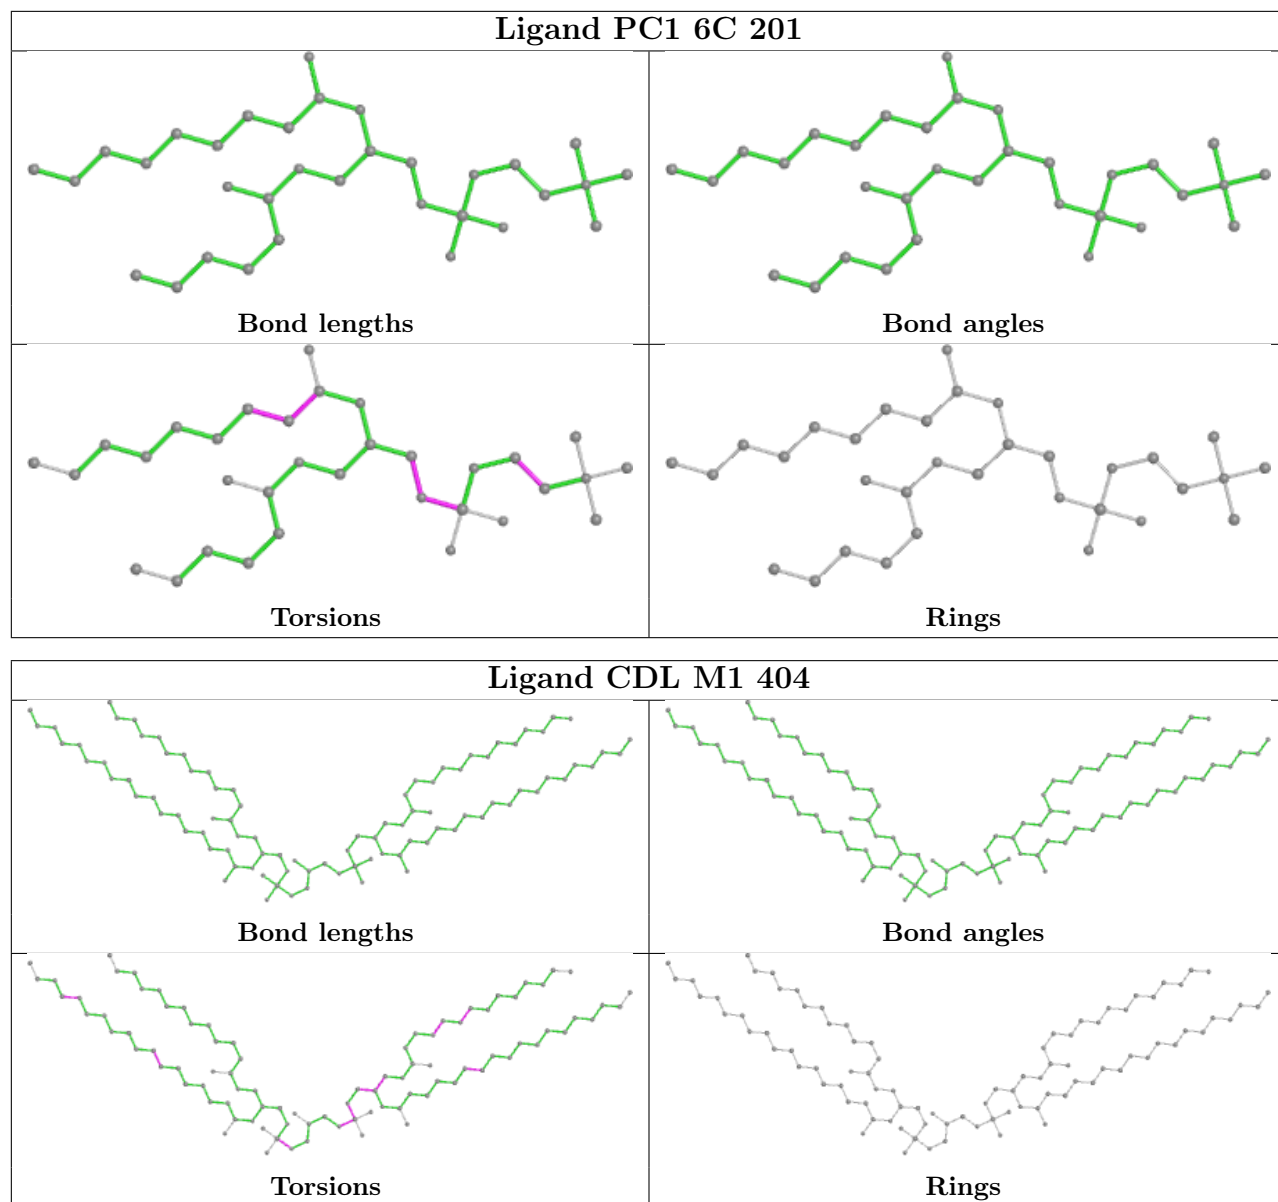 Ligand PC1 6C 201
Bond lengths
Bond angles
Torsions
Rings
Ligand CDL M1 404
Bond lengths
Bond angles
Torsions
Rings